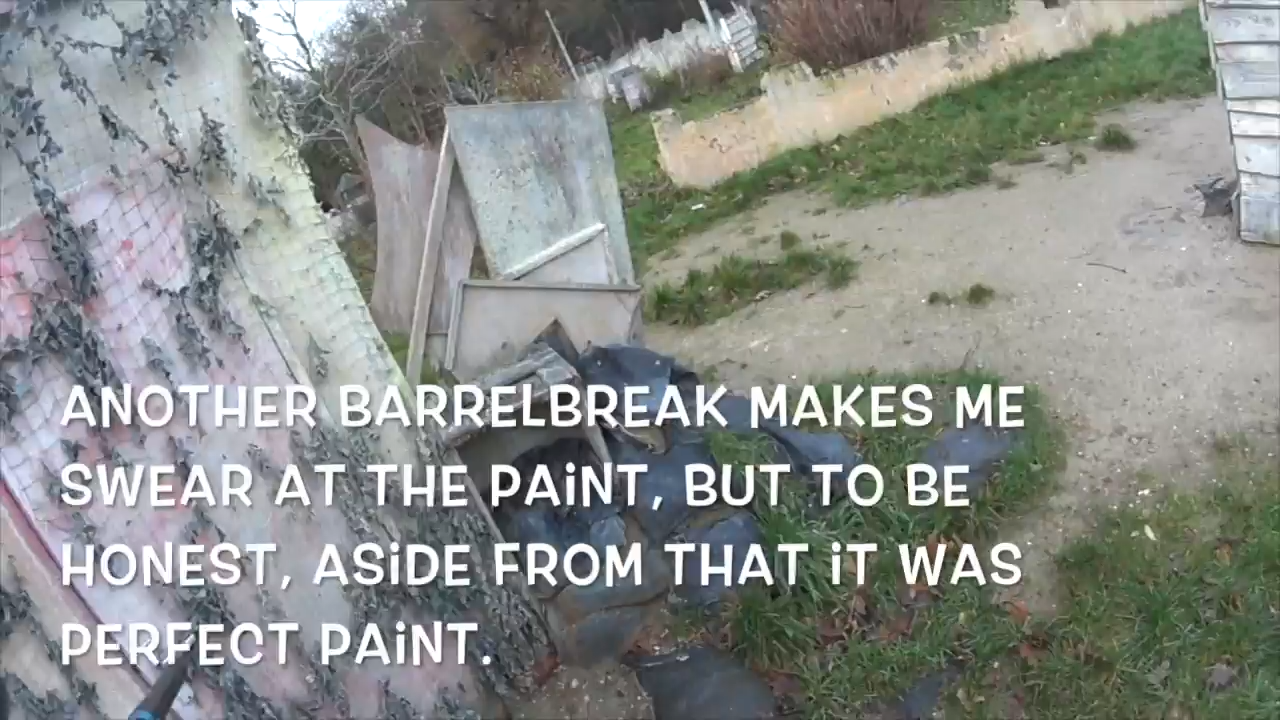 ANOTHER BARRELBREAK MAKES ME
SWEAR AT THE PAiNT, BUT TO BE
HONEST, ASiDE FROM THAT iT WAS
PERFECT PAiNT.